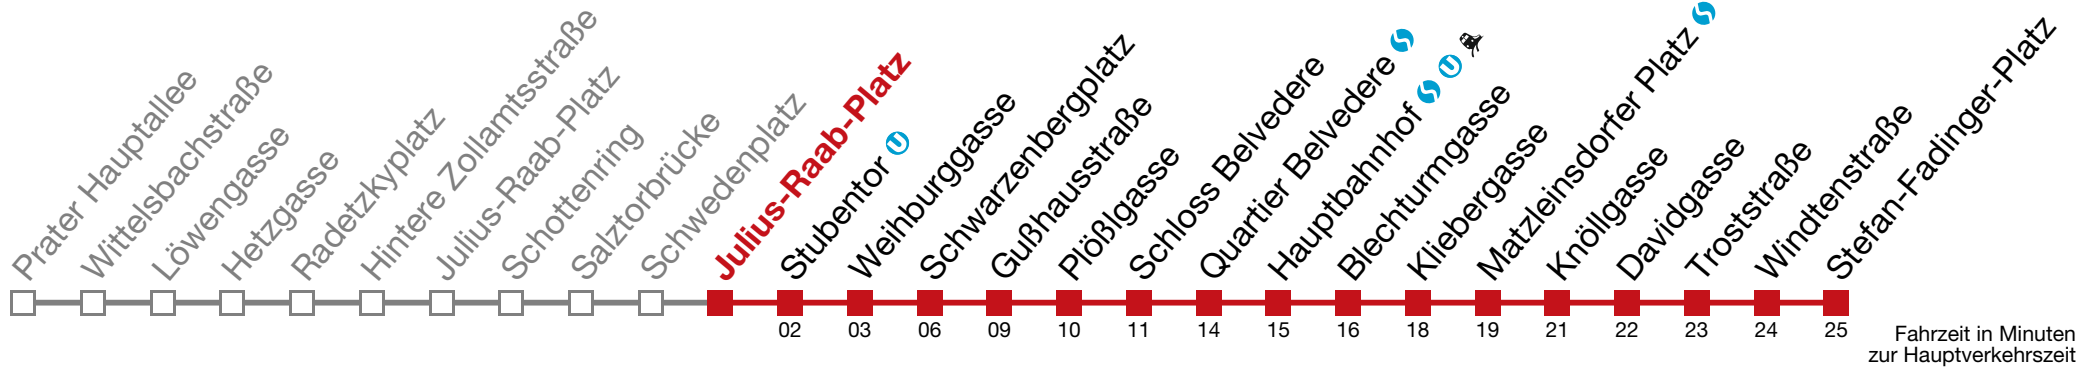 Prater Hauptallee
Wittelsbachstraße
Löwengasse
Hetzgasse
Radetzkyplatz
Hintere Zollamtsstraße
Julius-Raab-Platz
Schottenring
Salztorbrücke
Schwedenplatz
Julius-Raab-Platz
Stubentor U
Weihburggasse
Schwarzenbergplatz
Gußhausstraße
Plößlgasse
Schloss Belvedere
Quartier Belvedere S
Hauptbahnhof S U
Blechturmgasse
Kliebergasse
Matzleinsdorfer Platz S
Knöllgasse
Davidgasse
Troststraße
Windtenstraße
Stefan-Fadinger-Platz
02 03 06 09 10 11 14 15 16 18 19 21 22 23 24 25
Fahrzeit in Minuten
zur Hauptverkehrszeit